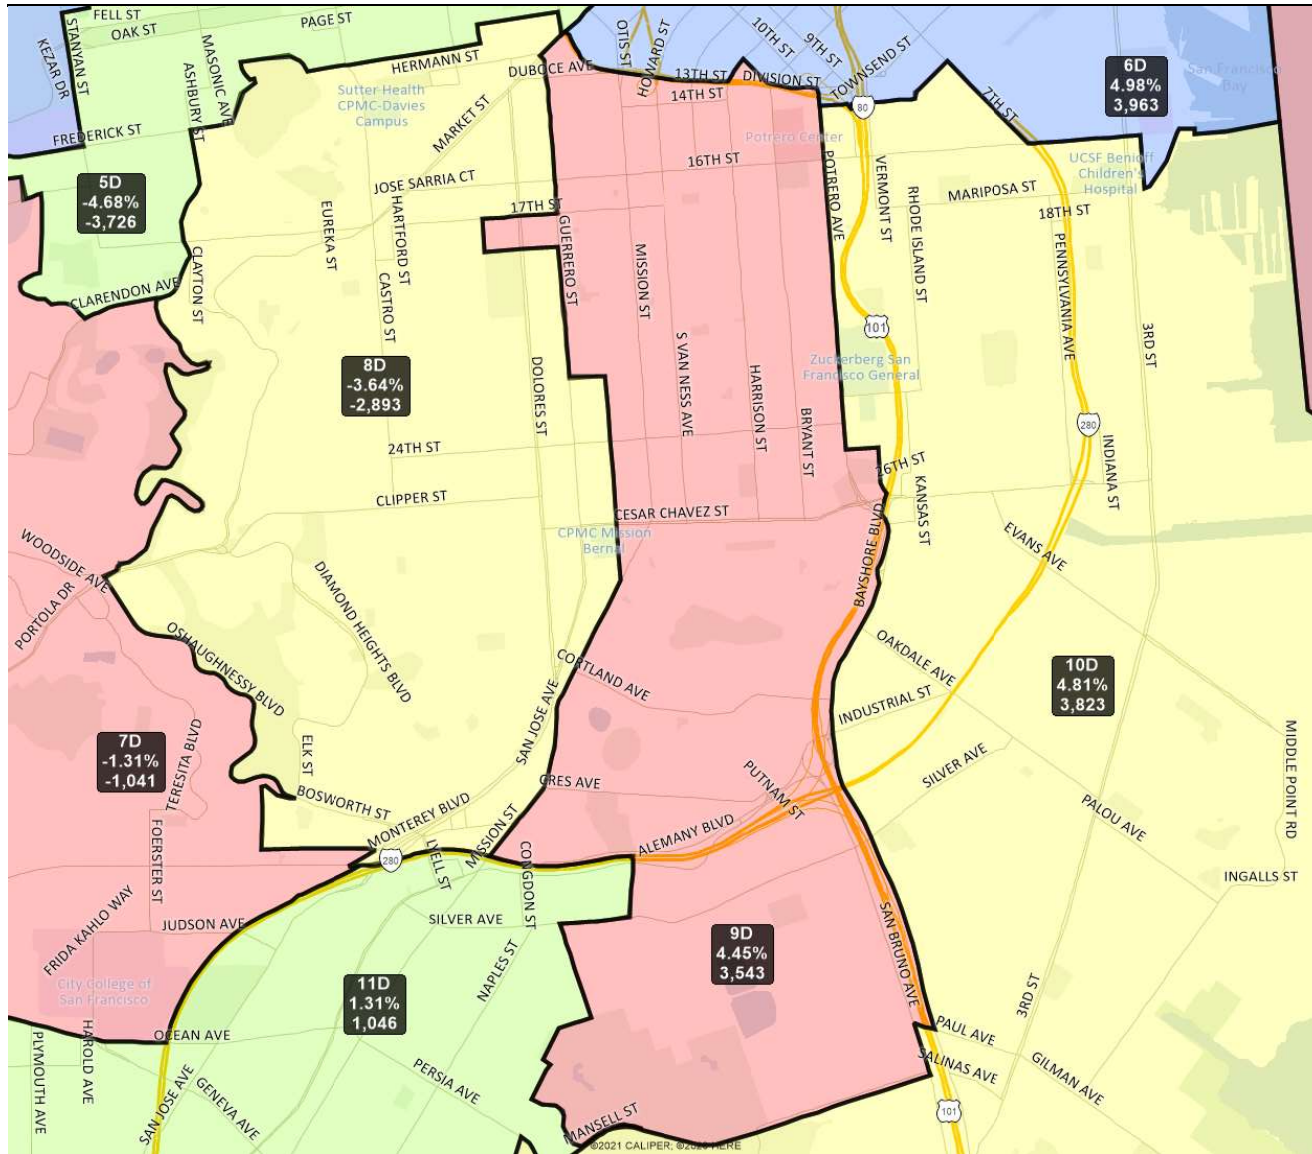 FELL ST
OAK ST
PAGE ST
STANYAN ST
KEZAR DR
MASONIC AVE
ASHBURY ST
FREDERICK ST
HERMANN ST
DUBOCE AVE
OTIS ST
HOWARD ST
10TH ST
9TH ST
13TH ST
DIVISION ST
TOWNSEND ST
14TH ST
80
7TH ST
6D
4.98%
3,963
San Francisco
Bay
Sutter Health
CPMC-Davies
Campus
MARKET ST
Potrero Center
16TH ST
UCSF Benioff
Children's
Hospital
5D
-4.68%
-3,726
JOSE SARRIA CT
17TH ST
EUREKA ST
HARTFORD ST
GUERRERO ST
POTRERO AVE
VERMONT ST
RHODE ISLAND ST
MARIPOSA ST
18TH ST
CLAYTON ST
CLARENDON AVE
CASTRO ST
MISSION ST
PENNSYLVANIA AVE
3RD ST
101
8D
-3.64%
-2,893
DOLORES ST
S VAN NESS AVE
HARRISON ST
BRYANT ST
Zuckerberg San
Francisco General
280
24TH ST
26TH ST
INDIANA ST
CLIPPER ST
CESAR CHAVEZ ST
KANSAS ST
CPMC Mission
Bernal
BAYSHORE BLVD
EVANS AVE
WOODSIDE AVE
PORTOLA DR
DIAMOND HEIGHTS BLVD
OSHAUGHNESSY BLVD
CORTLAND AVE
OAKDALE AVE
10D
4.81%
3,823
SAN JOSE AVE
INDUSTRIAL ST
7D
-1.31%
-1,041
TERESITA BLVD
ELK ST
CRES AVE
PUTNAM ST
SILVER AVE
MIDDLE POINT RD
BOSWORTH ST
MONTEREY BLVD
MISSION ST
ALEMANY BLVD
PALOU AVE
FOERSTER ST
280
LYELL ST
CONGDON ST
INGALLS ST
FRIDA KAHLO WAY
JUDSON AVE
SILVER AVE
SAN BRUNO AVE
9D
4.45%
3,543
NAPLES ST
City College of
San Francisco
11D
1.31%
1,046
3RD ST
OCEAN AVE
PAUL AVE
PLYMOUTH AVE
HAROLD AVE
SAN JOSE AVE
GENEVA AVE
PERSIA AVE
SALINAS AVE
GILMAN AVE
MANSELL ST
101
©2021 CALIPER; ©2020 HERE